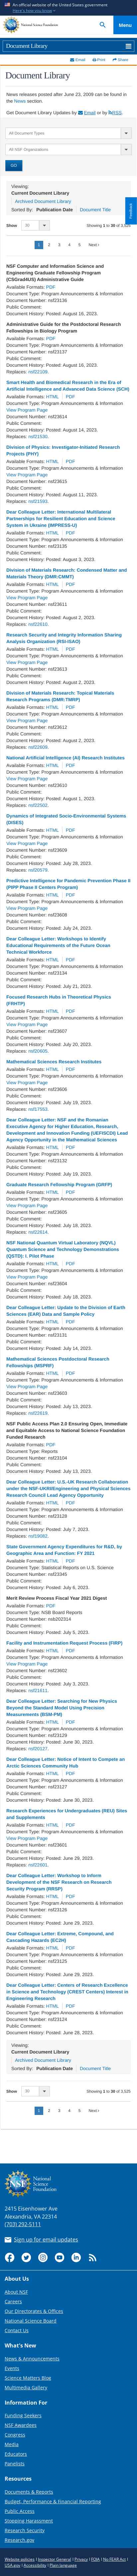 An official website of the United States government
Here's how you know
National Science Foundation
Menu
Document Library
Email Print Share
Document Library
News releases published after June 23, 2009 can be found in
the News section.
Get Document Library Updates by Email or by RSS.
All Document Types
All NSF Organizations
GO
Viewing:
Current Document Library
Archived Document Library
Sorted By: Publication Date | Document Title
Feedback
Show 30 Showing 1 to 30 of 5,525
1 2 3 4 5 Next
NSF Computer and Information Science and
Engineering Graduate Fellowship Program
(CSGrad4US) Administrative Guide
Available Formats: PDF
Document Type: Program Announcements & Information
Document Number: nsf23136
Public Comment:
Document History: Posted: August 16, 2023.
Administrative Guide for the Postdoctoral Research
Fellowships in Biology Program
Available Formats: PDF
Document Type: Program Announcements & Information
Document Number: nsf23137
Public Comment:
Document History: Posted: August 16, 2023.
Replaces: nsf22109.
Smart Health and Biomedical Research in the Era of
Artificial Intelligence and Advanced Data Science (SCH)
Available Formats: HTML | PDF
Document Type: Program Announcements & Information
View Program Page
Document Number: nsf23614
Public Comment:
Document History: Posted: August 14, 2023.
Replaces: nsf21530.
Division of Physics: Investigator-Initiated Research
Projects (PHY)
Available Formats: HTML | PDF
Document Type: Program Announcements & Information
View Program Page
Document Number: nsf23615
Public Comment:
Document History: Posted: August 11, 2023.
Replaces: nsf21593.
Dear Colleague Letter: International Multilateral
Partnerships for Resilient Education and Science
System in Ukraine (IMPRESS-U)
Available Formats: HTML | PDF
Document Type: Program Announcements & Information
Document Number: nsf23135
Public Comment:
Document History: Posted: August 3, 2023.
Division of Materials Research: Condensed Matter and
Materials Theory (DMR:CMMT)
Available Formats: HTML | PDF
Document Type: Program Announcements & Information
View Program Page
Document Number: nsf23611
Public Comment:
Document History: Posted: August 2, 2023.
Replaces: nsf22610.
Research Security and Integrity Information Sharing
Analysis Organization (RSI-ISAO)
Available Formats: HTML | PDF
Document Type: Program Announcements & Information
View Program Page
Document Number: nsf23613
Public Comment:
Document History: Posted: August 2, 2023.
Division of Materials Research: Topical Materials
Research Programs (DMR:TMRP)
Available Formats: HTML | PDF
Document Type: Program Announcements & Information
View Program Page
Document Number: nsf23612
Public Comment:
Document History: Posted: August 2, 2023.
Replaces: nsf22609.
National Artificial Intelligence (AI) Research Institutes
Available Formats: HTML | PDF
Document Type: Program Announcements & Information
View Program Page
Document Number: nsf23610
Public Comment:
Document History: Posted: August 1, 2023.
Replaces: nsf22502.
Dynamics of Integrated Socio-Environmental Systems
(DISES)
Available Formats: HTML | PDF
Document Type: Program Announcements & Information
View Program Page
Document Number: nsf23609
Public Comment:
Document History: Posted: July 28, 2023.
Replaces: nsf20579.
Predictive Intelligence for Pandemic Prevention Phase II
(PIPP Phase II Centers Program)
Available Formats: HTML | PDF
Document Type: Program Announcements & Information
View Program Page
Document Number: nsf23608
Public Comment:
Document History: Posted: July 24, 2023.
Dear Colleague Letter: Workshops to Identify
Educational Requirements of the Future Ocean
Technical Workforce
Available Formats: HTML | PDF
Document Type: Program Announcements & Information
Document Number: nsf23134
Public Comment:
Document History: Posted: July 21, 2023.
Focused Research Hubs in Theoretical Physics
(FRHTP)
Available Formats: HTML | PDF
Document Type: Program Announcements & Information
View Program Page
Document Number: nsf23607
Public Comment:
Document History: Posted: July 20, 2023.
Replaces: nsf20605.
Mathematical Sciences Research Institutes
Available Formats: HTML | PDF
Document Type: Program Announcements & Information
View Program Page
Document Number: nsf23606
Public Comment:
Document History: Posted: July 19, 2023.
Replaces: nsf17553.
Dear Colleague Letter: NSF and the Romanian
Executive Agency for Higher Education, Research,
Development and Innovation Funding (UEFISCDI) Lead
Agency Opportunity in the Mathematical Sciences
Available Formats: HTML | PDF
Document Type: Program Announcements & Information
Document Number: nsf23132
Public Comment:
Document History: Posted: July 19, 2023.
Graduate Research Fellowship Program (GRFP)
Available Formats: HTML | PDF
Document Type: Program Announcements & Information
View Program Page
Document Number: nsf23605
Public Comment:
Document History: Posted: July 19, 2023.
Replaces: nsf22614.
NSF National Quantum Virtual Laboratory (NQVL)
Quantum Science and Technology Demonstrations
(QSTD): I. Pilot Phase
Available Formats: HTML | PDF
Document Type: Program Announcements & Information
View Program Page
Document Number: nsf23604
Public Comment:
Document History: Posted: July 18, 2023.
Dear Colleague Letter: Update to the Division of Earth
Sciences (EAR) Data and Sample Policy
Available Formats: HTML | PDF
Document Type: Program Announcements & Information
Document Number: nsf23131
Public Comment:
Document History: Posted: July 14, 2023.
Mathematical Sciences Postdoctoral Research
Fellowships (MSPRF)
Available Formats: HTML | PDF
Document Type: Program Announcements & Information
View Program Page
Document Number: nsf23603
Public Comment:
Document History: Posted: July 13, 2023.
Replaces: nsf21619.
NSF Public Access Plan 2.0 Ensuring Open, Immediate
and Equitable Access to National Science Foundation
Funded Research
Available Formats: PDF
Document Type: Reports
Document Number: nsf23104
Public Comment:
Document History: Posted: July 13, 2023.
Dear Colleague Letter: U.S.-UK Research Collaboration
under the NSF-UKRI/Engineering and Physical Sciences
Research Council Lead Agency Opportunity
Available Formats: HTML | PDF
Document Type: Program Announcements & Information
Document Number: nsf23124
Public Comment:
Document History: Posted: July 7, 2023.
Replaces: nsf19082.
State Government Agency Expenditures for R&D, by
Geographic Area and Function: FY 2021
Available Formats: HTML | PDF
Document Type: Statistical Reports on U.S. Science
Document Number: nsf23345
Public Comment:
Document History: Posted: July 6, 2023.
Merit Review Report Fiscal Year 2021 Digest
Available Formats: PDF
Document Type: NSB Board Reports
Document Number: nsb202314
Public Comment:
Document History: Posted: July 5, 2023.
Facility and Infrastructure Request Process (FIRP)
Available Formats: HTML | PDF
Document Type: Program Announcements & Information
View Program Page
Document Number: nsf23602
Public Comment:
Document History: Posted: July 3, 2023.
Replaces: nsf21611.
Dear Colleague Letter: Searching for New Physics
Beyond the Standard Model Using Precision
Measurements (BSM-PM)
Available Formats: HTML | PDF
Document Type: Program Announcements & Information
Document Number: nsf23128
Document History: Posted: June 30, 2023.
Replaces: nsf20127.
Dear Colleague Letter: Notice of Intent to Compete an
Arctic Sciences Community Hub
Available Formats: HTML | PDF
Document Type: Program Announcements & Information
Document Number: nsf23127
Public Comment:
Document History: Posted: June 30, 2023.
Research Experiences for Undergraduates (REU) Sites
and Supplements
Available Formats: HTML | PDF
Document Type: Program Announcements & Information
View Program Page
Document Number: nsf23601
Public Comment:
Document History: Posted: June 29, 2023.
Replaces: nsf22601.
Dear Colleague Letter: Workshop to Inform
Development of the NSF Research on Research
Security Program (RRSP)
Available Formats: HTML | PDF
Document Type: Program Announcements & Information
Document Number: nsf23126
Public Comment:
Document History: Posted: June 29, 2023.
Dear Colleague Letter: Extreme, Compound, and
Cascading Hazards (EC2H)
Available Formats: HTML | PDF
Document Type: Program Announcements & Information
Document Number: nsf23125
Public Comment:
Document History: Posted: June 29, 2023.
Dear Colleague Letter: Centers of Research Excellence
in Science and Technology (CREST Centers) Interest in
Engineering Research
Available Formats: HTML | PDF
Document Type: Program Announcements & Information
Document Number: nsf23124
Public Comment:
Document History: Posted: June 28, 2023.
Viewing:
Current Document Library
Archived Document Library
Sorted By: Publication Date | Document Title
Show 30 Showing 1 to 30 of 5,525
1 2 3 4 5 Next
National Science Foundation
2415 Eisenhower Ave
Alexandria, VA 22314
(703) 292-5111
Sign up for email updates
About Us
About NSF
Careers
Our Directorates & Offices
National Science Board
Contact Us
What's New
News & Announcements
Events
Science Matters Blog
Multimedia Gallery
Information For
Funding Seekers
NSF Awardees
Congress
Media
Educators
Panelists
Resources
Documents & Reports
Budget, Performance & Financial Reporting
Public Access
Stopping Harassment
Research Security
Research.gov
Website policies | Inspector General | Privacy | FOIA | No FEAR Act |
USA.gov | Accessibility | Plain language